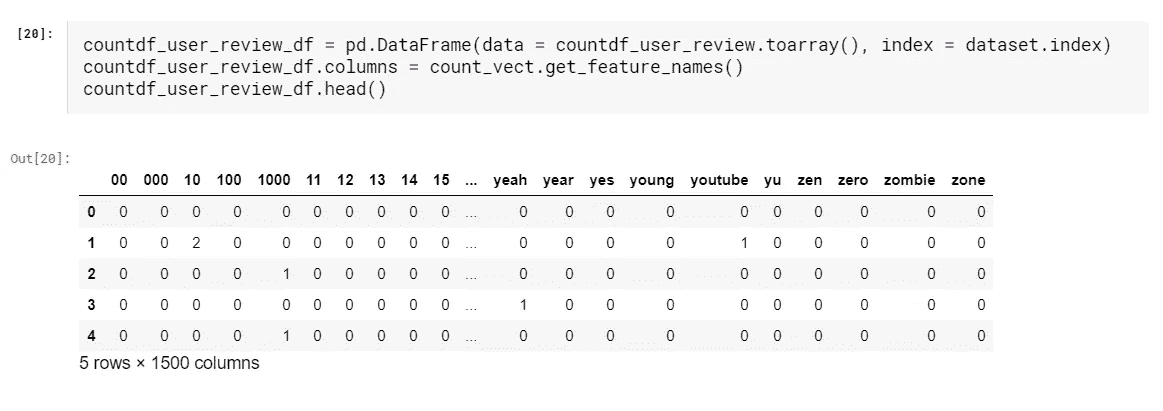 [20]:
countdf_user_review_df = pd.DataFrame(data = countdf_user_review.toarray(), index = dataset.index)
countdf_user_review_df.columns = count_vect.get_feature_names()
countdf_user_review_df.head()
Out[20]:
00 000 10 100 1000 11 12 13 14 15 ... yeah year yes young youtube yu zen zero zombie zone
0 0 0 0 0 0 0 0 0 0 0 ... 0 0 0 0 0 0 0 0 0 0
1 0 0 2 0 0 0 0 0 0 0 ... 0 0 0 0 1 0 0 0 0 0
2 0 0 0 0 1 0 0 0 0 0 ... 0 0 0 0 0 0 0 0 0 0
3 0 0 0 0 0 0 0 0 0 0 ... 1 0 0 0 0 0 0 0 0 0
4 0 0 0 0 1 0 0 0 0 0 ... 0 0 0 0 0 0 0 0 0 0
5 rows × 1500 columns